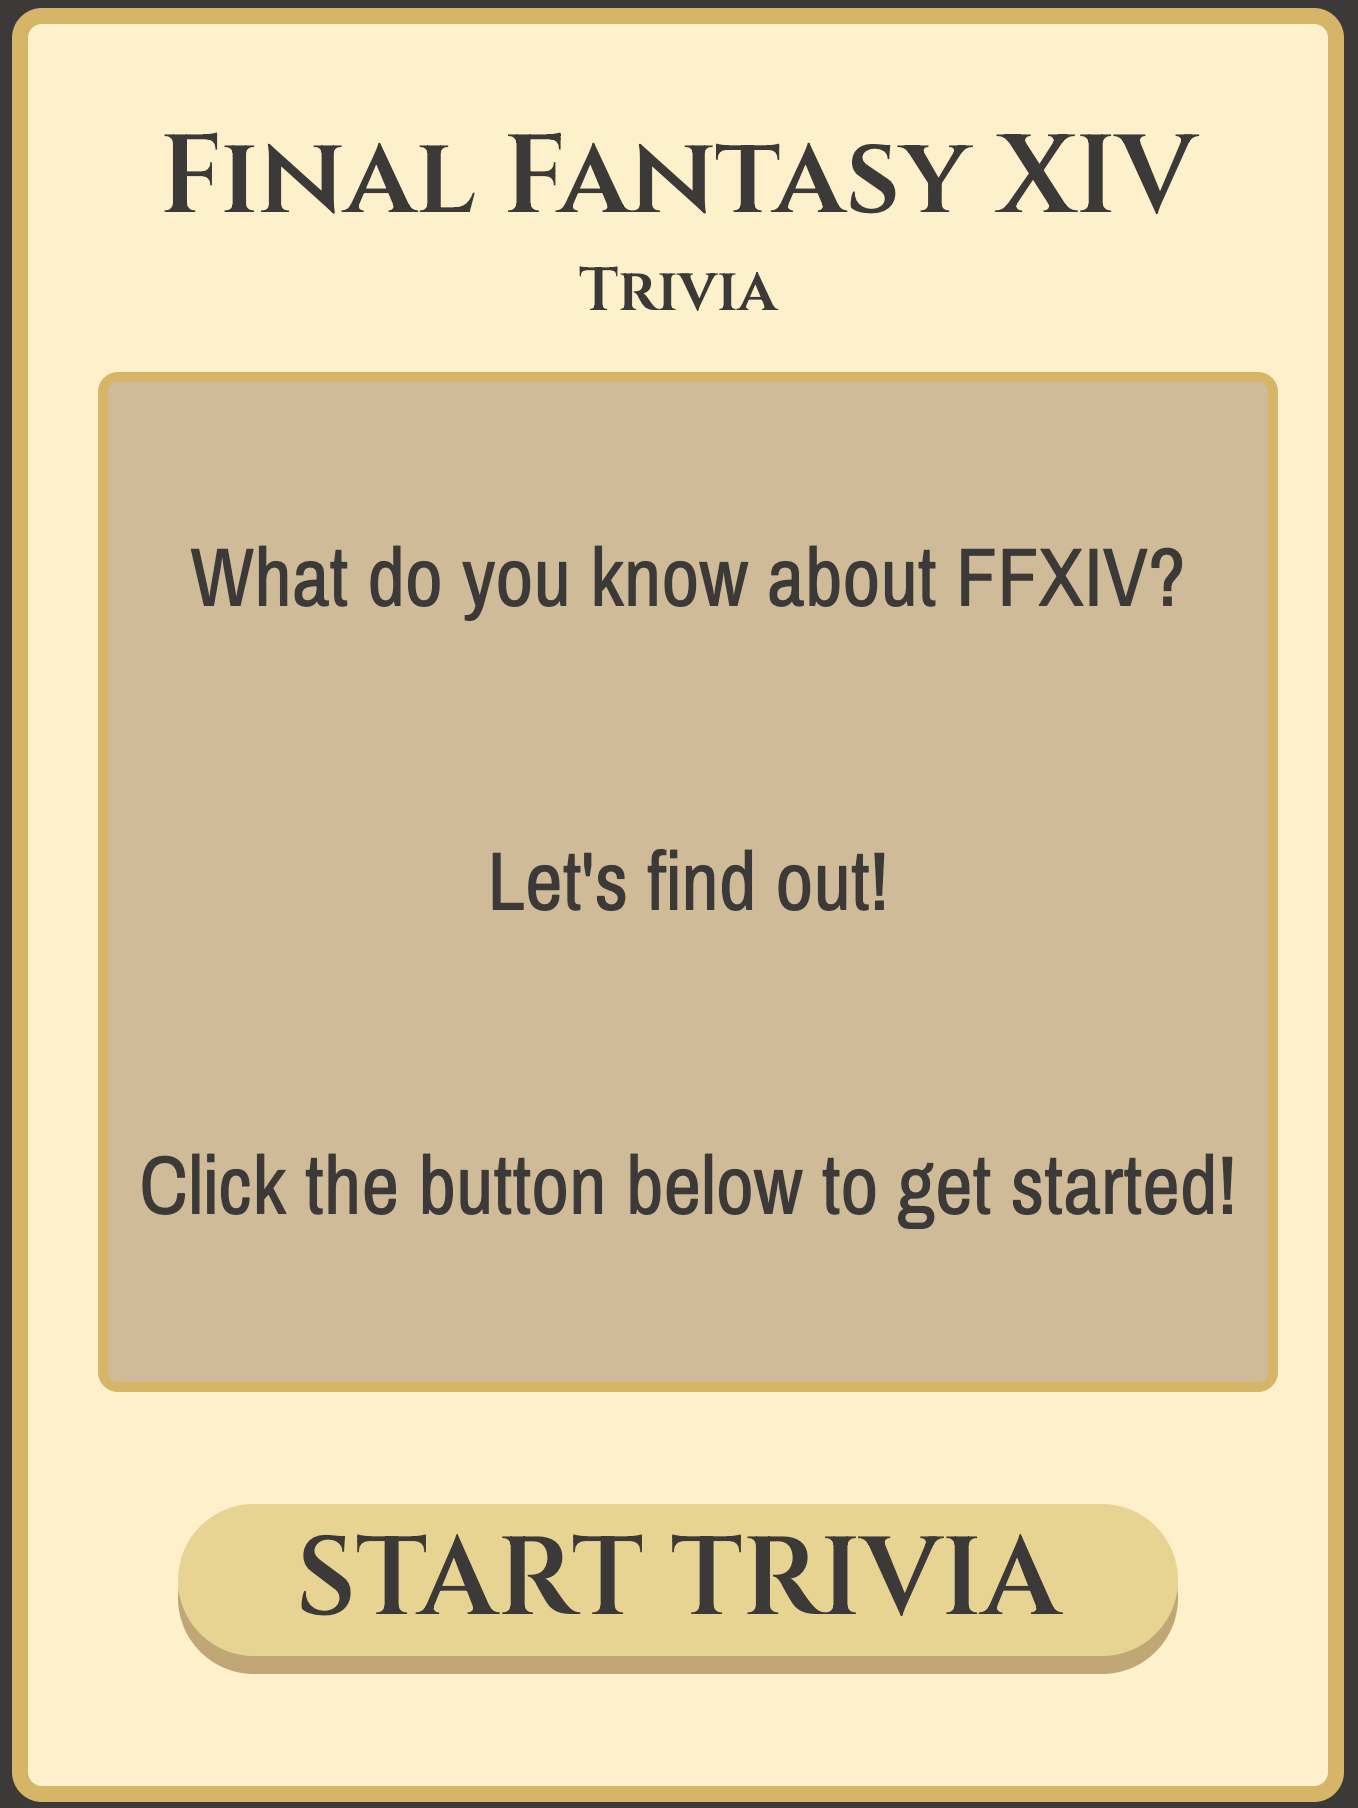 Final Fantasy XIV
Trivia
What do you know about FFXIV?
Let's find out!
Click the button below to get started!
START TRIVIA